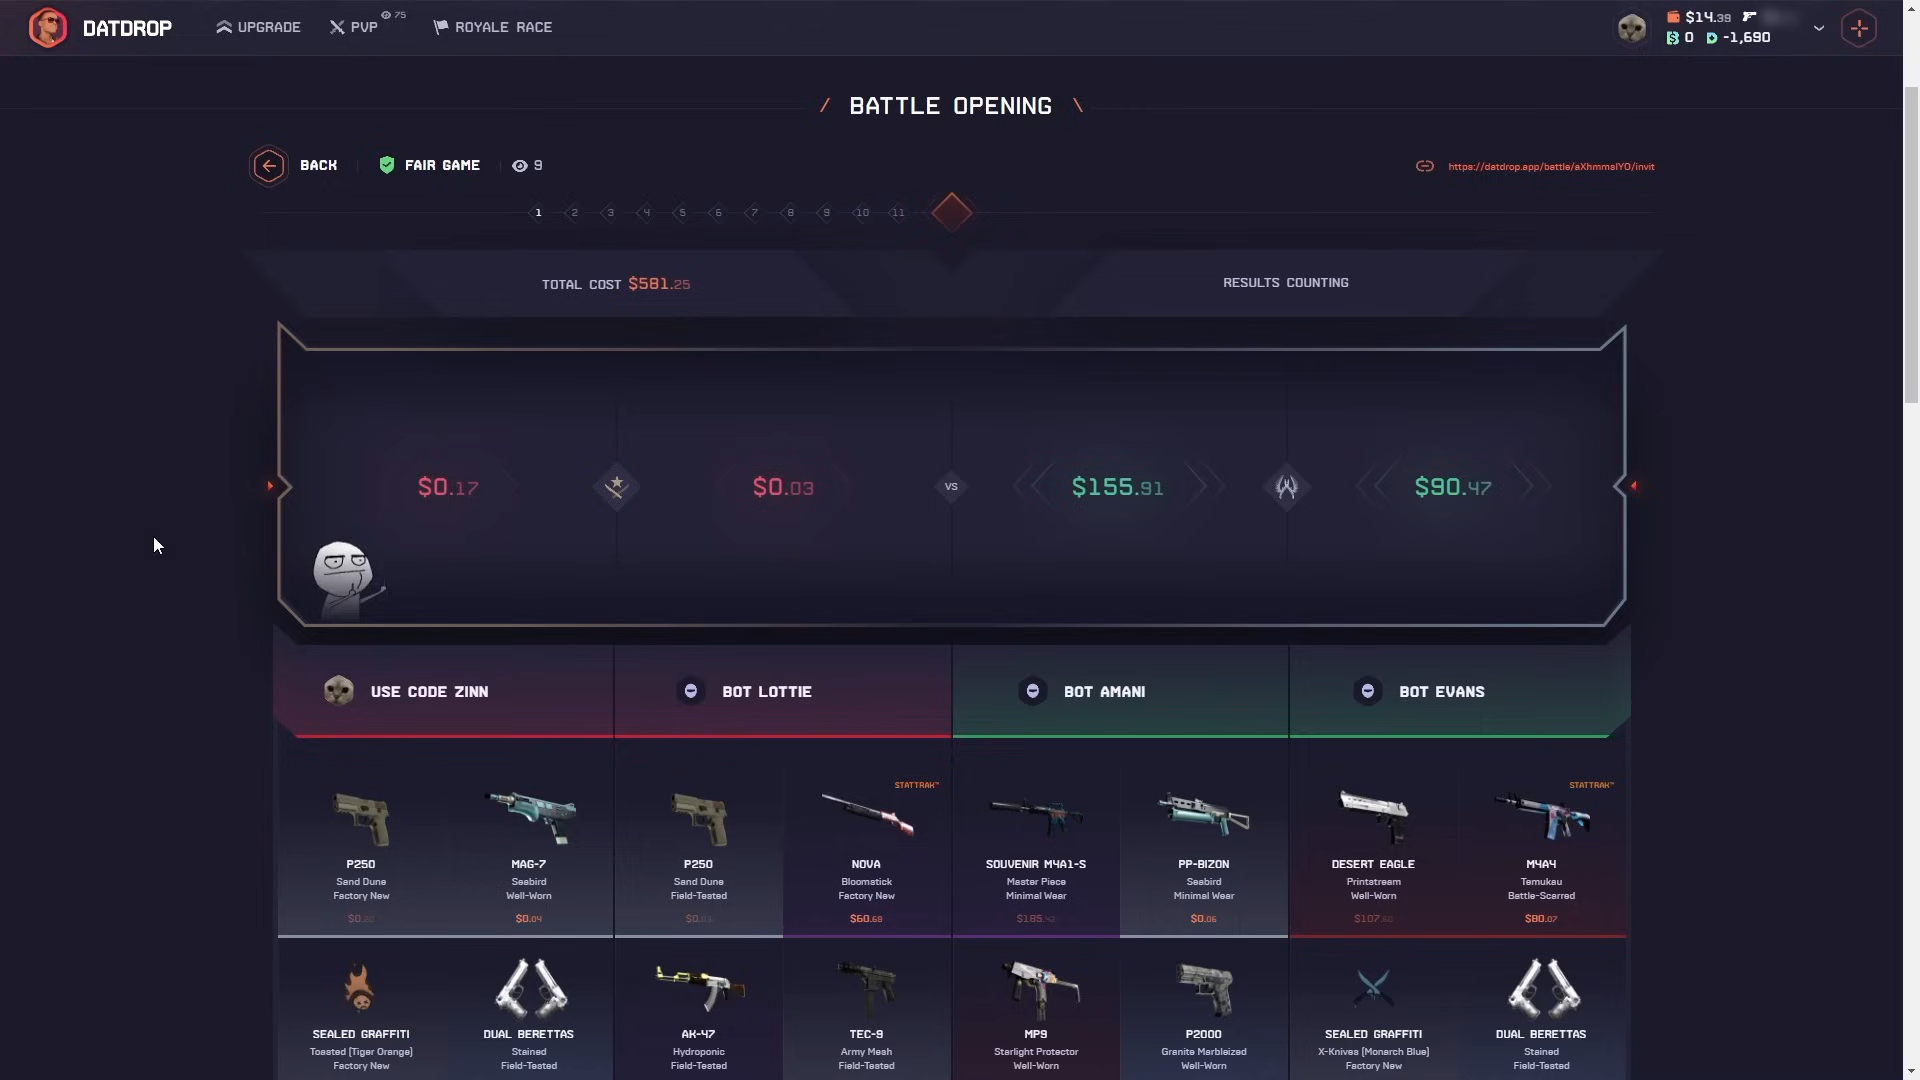 DATDROP
UPGRADE
PVP
75
ROYALE RACE
$14.39
0
-1,690
BATTLE OPENING
BACK
FAIR GAME
9
https://datdrop.app/battle/aXhmmslYO/invit
1 2 3 4 5 6 7 8 9 10 11
TOTAL COST $581.25
RESULTS COUNTING
$0.17
$0.03
VS
$155.91
$90.47
USE CODE ZINN
BOT LOTTIE
BOT AMANI
BOT EVANS
STATTRAK™
STATTRAK™
P250
MAG-7
P250
NOVA
SOUVENIR M4A1-S
PP-BIZON
DESERT EAGLE
M4A4
Sand Dune
Seabird
Sand Dune
Bloomstick
Master Piece
Seabird
Printstream
Temukau
Factory New
Well-Worn
Field-Tested
Factory New
Minimal Wear
Minimal Wear
Well-Worn
Battle-Scarred
$0.04
$60.68
$0.06
$80.07
SEALED GRAFFITI
DUAL BERETTAS
AK-47
TEC-9
MP9
P2000
SEALED GRAFFITI
DUAL BERETTAS
Toasted (Tiger Orange)
Stained
Hydroponic
Army Mesh
Starlight Protector
Granite Marbleized
X-Knives (Monarch Blue)
Stained
Factory New
Field-Tested
Field-Tested
Field-Tested
Well-Worn
Well-Worn
Factory New
Field-Tested